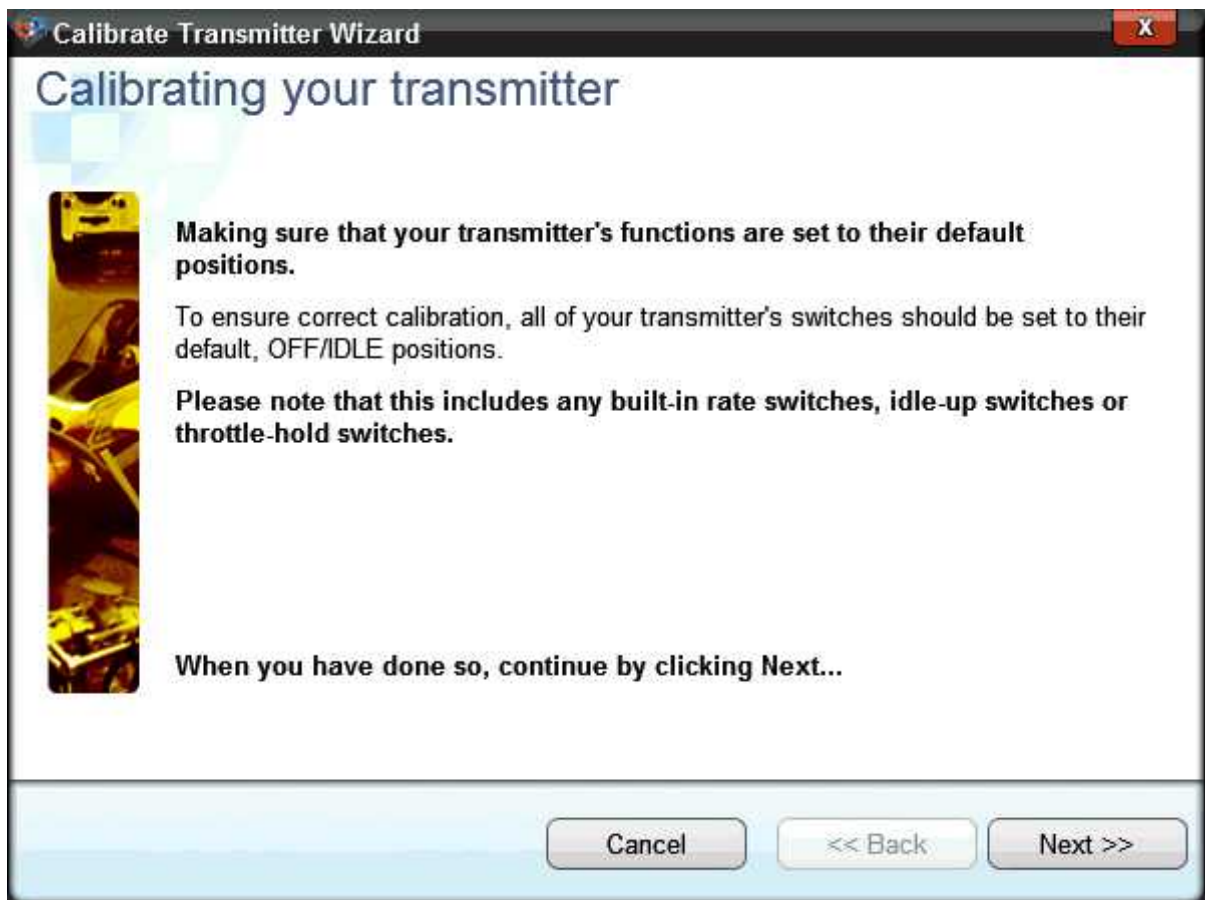 Calibrate Transmitter Wizard
X
Calibrating your transmitter
Making sure that your transmitter's functions are set to their default
positions.
To ensure correct calibration, all of your transmitter's switches should be set to their
default, OFF/IDLE positions.
Please note that this includes any built-in rate switches, idle-up switches or
throttle-hold switches.
When you have done so, continue by clicking Next...
Cancel
<< Back
Next >>